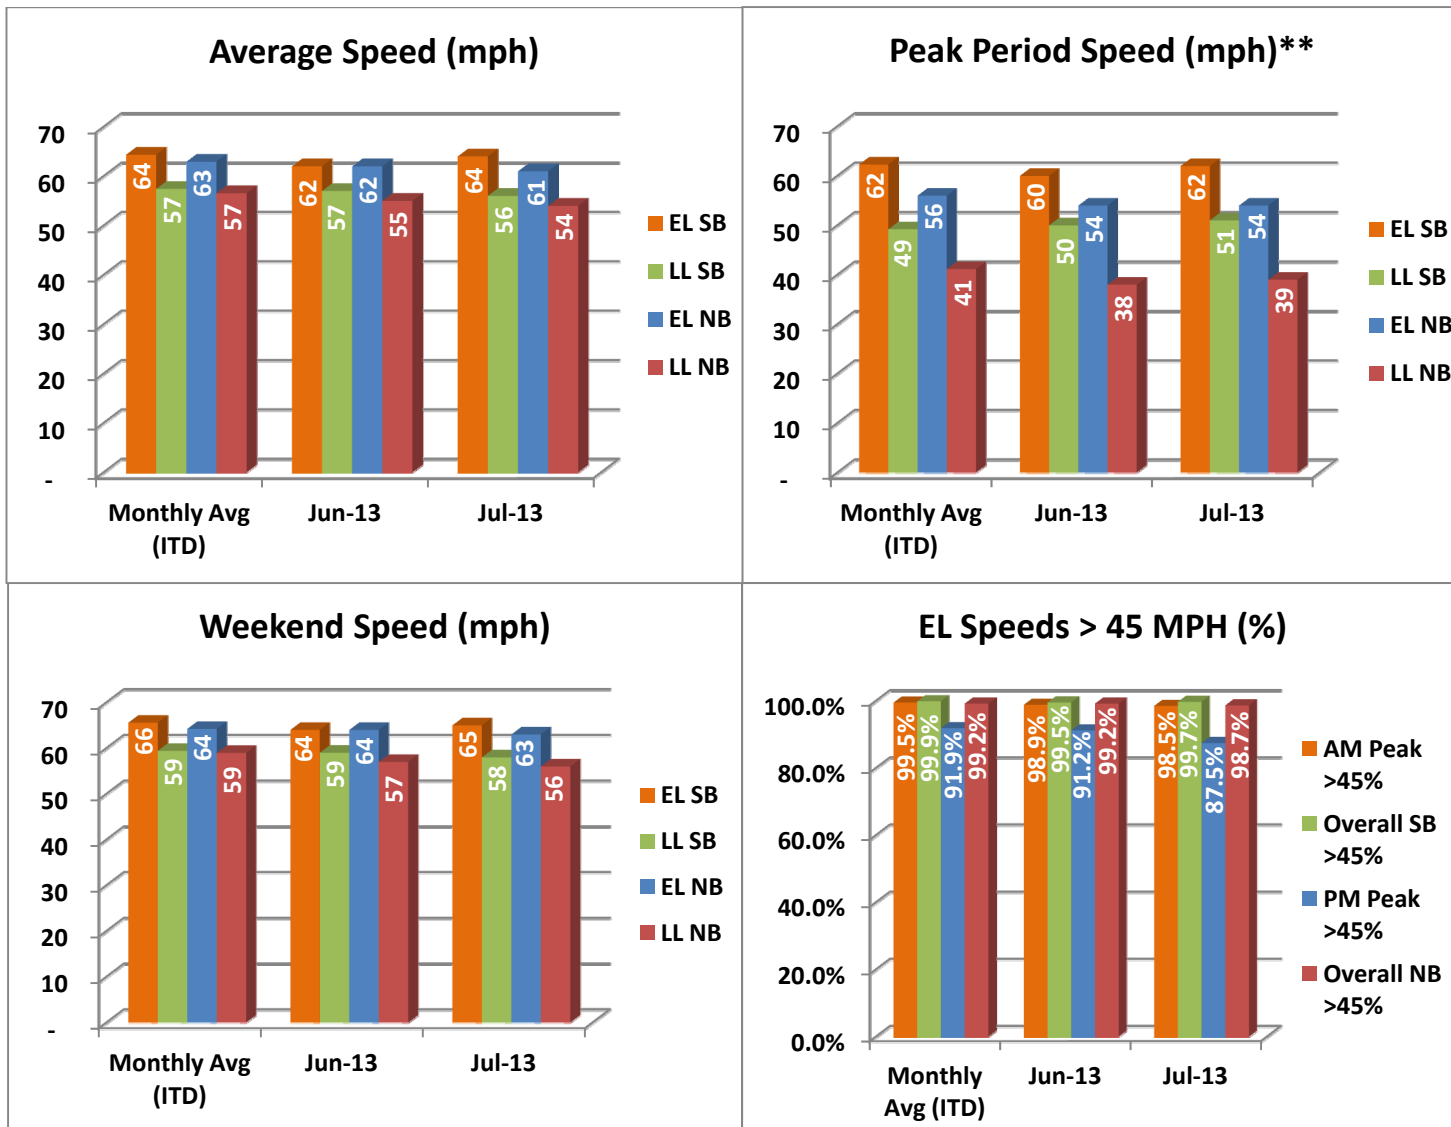 Average Speed (mph)
70
60
50
40
30
20
10
-
64
57
63
57
62
57
62
55
64
56
61
54
Monthly Avg
(ITD)
Jun-13
Jul-13
EL SB
LL SB
EL NB
LL NB
Peak Period Speed (mph)**
70
60
50
40
30
20
10
-
62
49
56
41
60
50
54
38
62
51
54
39
Monthly Avg
(ITD)
Jun-13
Jul-13
EL SB
LL SB
EL NB
LL NB
Weekend Speed (mph)
70
60
50
40
30
20
10
-
66
59
64
59
64
59
64
57
65
58
63
56
Monthly Avg
(ITD)
Jun-13
Jul-13
EL SB
LL SB
EL NB
LL NB
EL Speeds > 45 MPH (%)
100.0%
80.0%
60.0%
40.0%
20.0%
0.0%
99.5%
99.9%
91.9%
99.2%
98.9%
99.5%
91.2%
99.2%
98.5%
99.7%
87.5%
98.7%
Monthly
Avg (ITD)
Jun-13
Jul-13
AM Peak
>45%
Overall SB
>45%
PM Peak
>45%
Overall NB
>45%